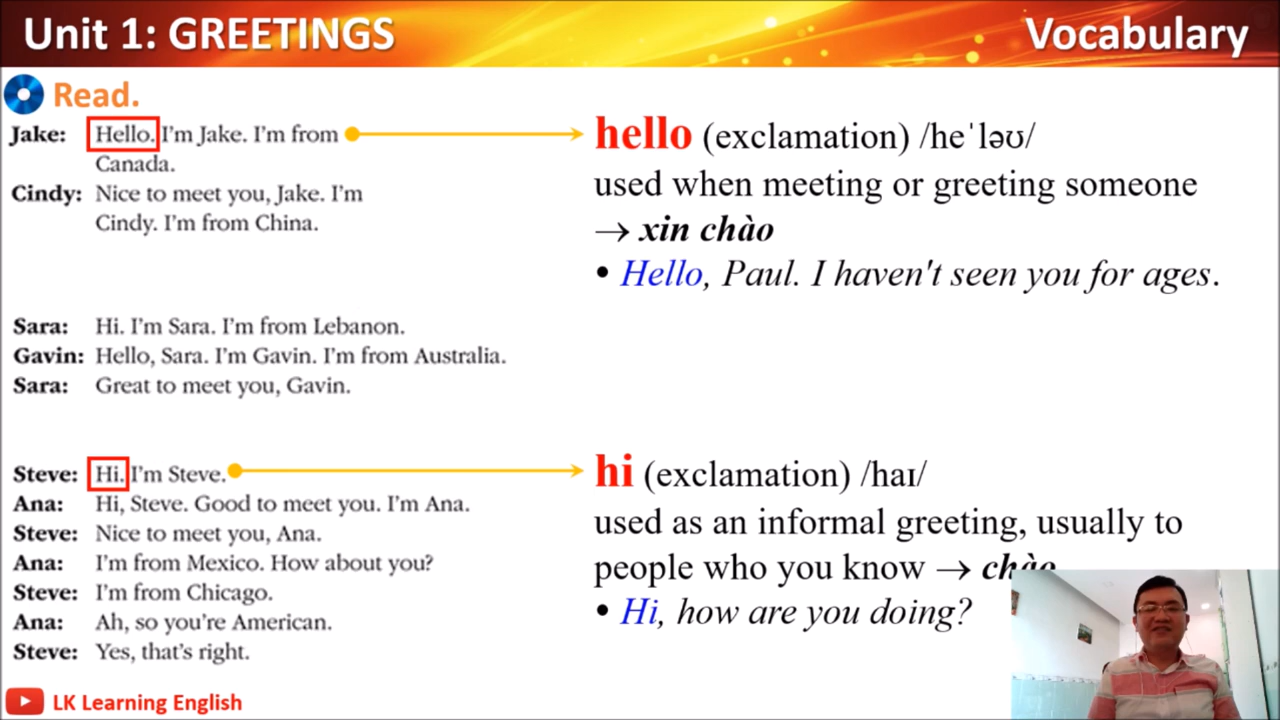 Unit 1: GREETINGS
Vocabulary
Read.
Jake: Hello. I'm Jake. I'm from
Canada.
Cindy: Nice to meet you, Jake. I'm
Cindy. I'm from China.
Sara: Hi. I'm Sara. I'm from Lebanon.
Gavin: Hello, Sara. I'm Gavin. I'm from Australia.
Sara: Great to meet you, Gavin.
Steve: Hi. I'm Steve.
Ana: Hi, Steve. Good to meet you. I'm Ana.
Steve: Nice to meet you, Ana.
Ana: I'm from Mexico. How about you?
Steve: I'm from Chicago.
Ana: Ah, so you're American.
Steve: Yes, that's right.
hello (exclamation) /heˈləʊ/
used when meeting or greeting someone
→ xin chào
• Hello, Paul. I haven't seen you for ages.
hi (exclamation) /haɪ/
used as an informal greeting, usually to
people who you know → chào
• Hi, how are you doing?
LK Learning English